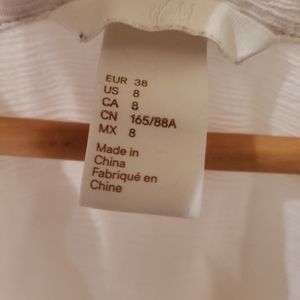 EUR 38
US 8
CA 8
CN 165/88A
MX 8
Made in
China
Fabriqué en
Chine